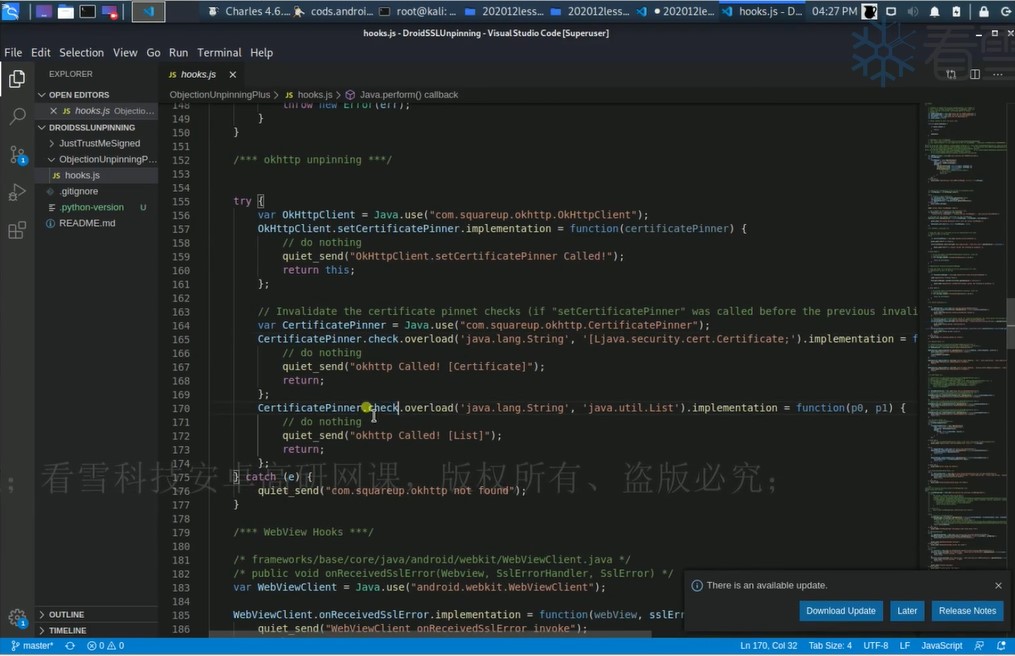 Charles 4.6....
cods.androi...
root@kali: ...
202012less...
202012less...
202012le...
hooks.js - D...
04:27 PM
hooks.js - DroidSSLUnpinning - Visual Studio Code [Superuser]
File Edit Selection View Go Run Terminal Help
看雪
EXPLORER
OPEN EDITORS
JS hooks.js Objectio...
DROIDSSLUNPINNING
JustTrustMeSigned
ObjectionUnpinningP...
JS hooks.js
.gitignore
.python-version U
README.md
OUTLINE
TIMELINE
JS hooks.js
ObjectionUnpinningPlus > JS hooks.js > Java.perform() callback
148 throw new Error(err);
149 }
150 }
151
152 /*** okhttp unpinning ***/
153
154
155 try {
156 var OkHttpClient = Java.use("com.squareup.okhttp.OkHttpClient");
157 OkHttpClient.setCertificatePinner.implementation = function(certificatePinner) {
158 // do nothing
159 quiet_send("OkHttpClient.setCertificatePinner Called!");
160 return this;
161 };
162
163 // Invalidate the certificate pinnet checks (if "setCertificatePinner" was called before the previous invali
164 var CertificatePinner = Java.use("com.squareup.okhttp.CertificatePinner");
165 CertificatePinner.check.overload('java.lang.String', '[Ljava.security.cert.Certificate;').implementation = f
166 // do nothing
167 quiet_send("okhttp Called! [Certificate]");
168 return;
169 };
170 CertificatePinner.check.overload('java.lang.String', 'java.util.List').implementation = function(p0, p1) {
171 // do nothing
172 quiet_send("okhttp Called! [List]");
173 return;
174 };
175 } catch (e) {
176 quiet_send("com.squareup.okhttp not found");
177 }
178
179 /*** WebView Hooks ***/
180
181 /* frameworks/base/core/java/android/webkit/WebViewClient.java */
182 /* public void onReceivedSslError(Webview, SslErrorHandler, SslError) */
183 var WebViewClient = Java.use("android.webkit.WebViewClient");
184
185 WebViewClient.onReceivedSslError.implementation = function(webView, sslErr
186 quiet_send("WebViewClient onReceivedSslError invoke");
；看雪科技安卓高研网课，版权所有、盗版必究；
There is an available update.
Download Update Later Release Notes
master* 0 0 Ln 170, Col 32 Tab Size: 4 UTF-8 LF JavaScript